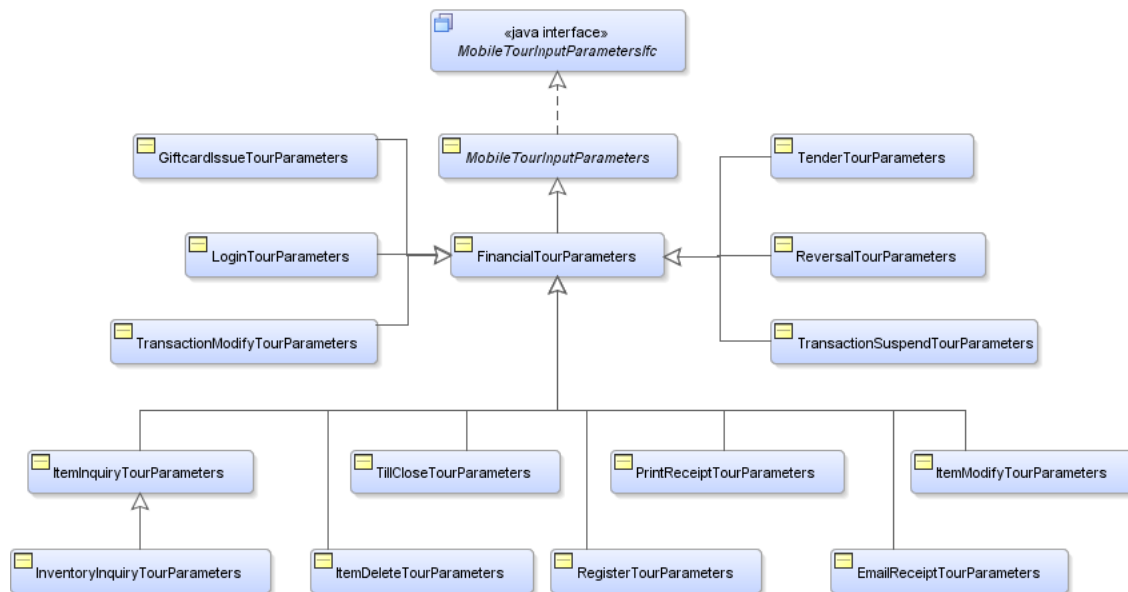 «java interface»
MobileTourInputParametersIfc
GiftcardIssueTourParameters
MobileTourInputParameters
TenderTourParameters
LoginTourParameters
FinancialTourParameters
ReversalTourParameters
TransactionModifyTourParameters
TransactionSuspendTourParameters
ItemInquiryTourParameters
TillCloseTourParameters
PrintReceiptTourParameters
ItemModifyTourParameters
InventoryInquiryTourParameters
ItemDeleteTourParameters
RegisterTourParameters
EmailReceiptTourParameters